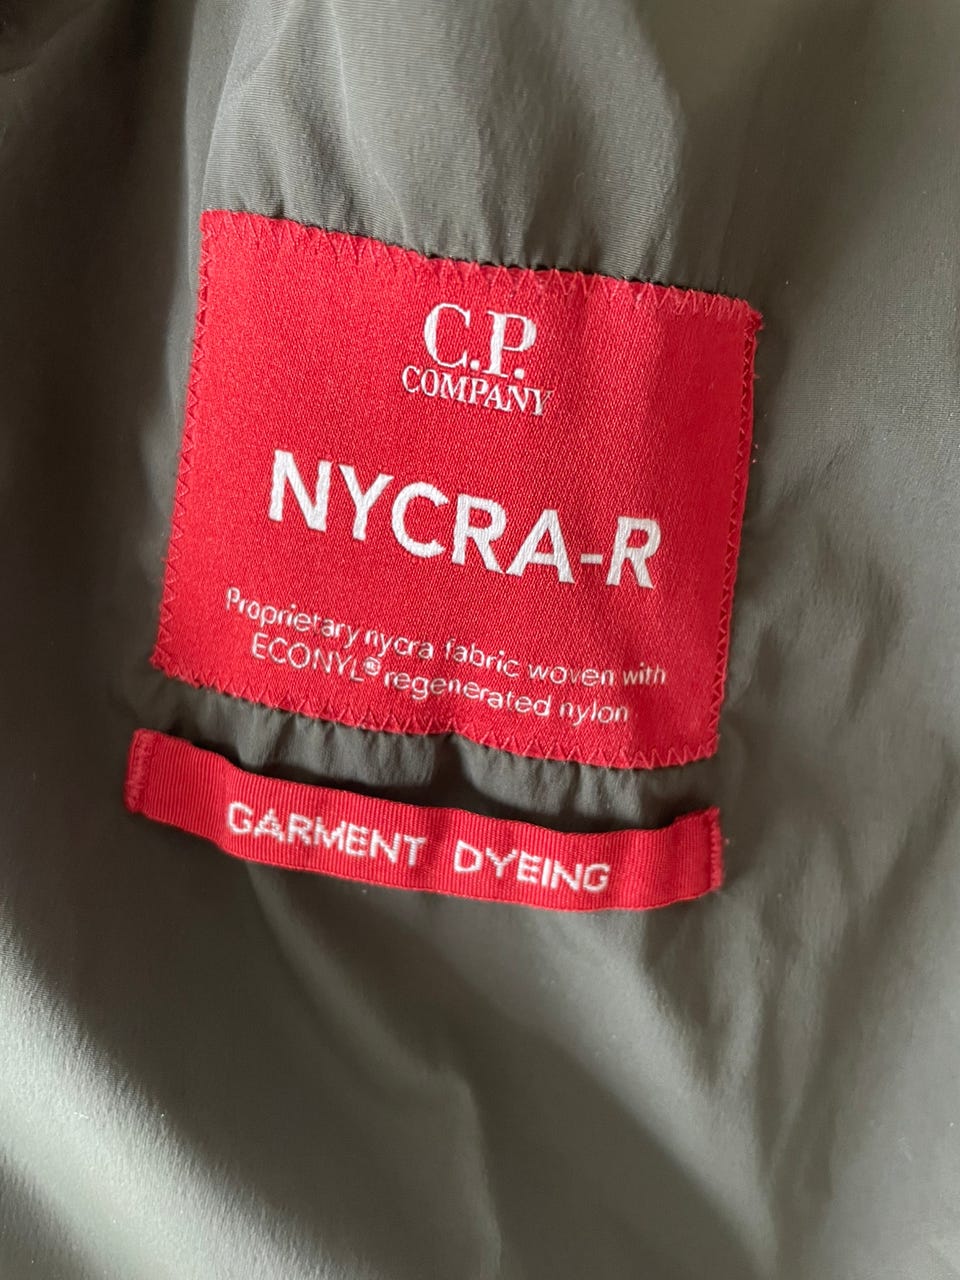 C.P.
COMPANY
NYCRA-R
Proprietary nycra fabric woven with
ECONYL® regenerated nylon
GARMENT DYEING